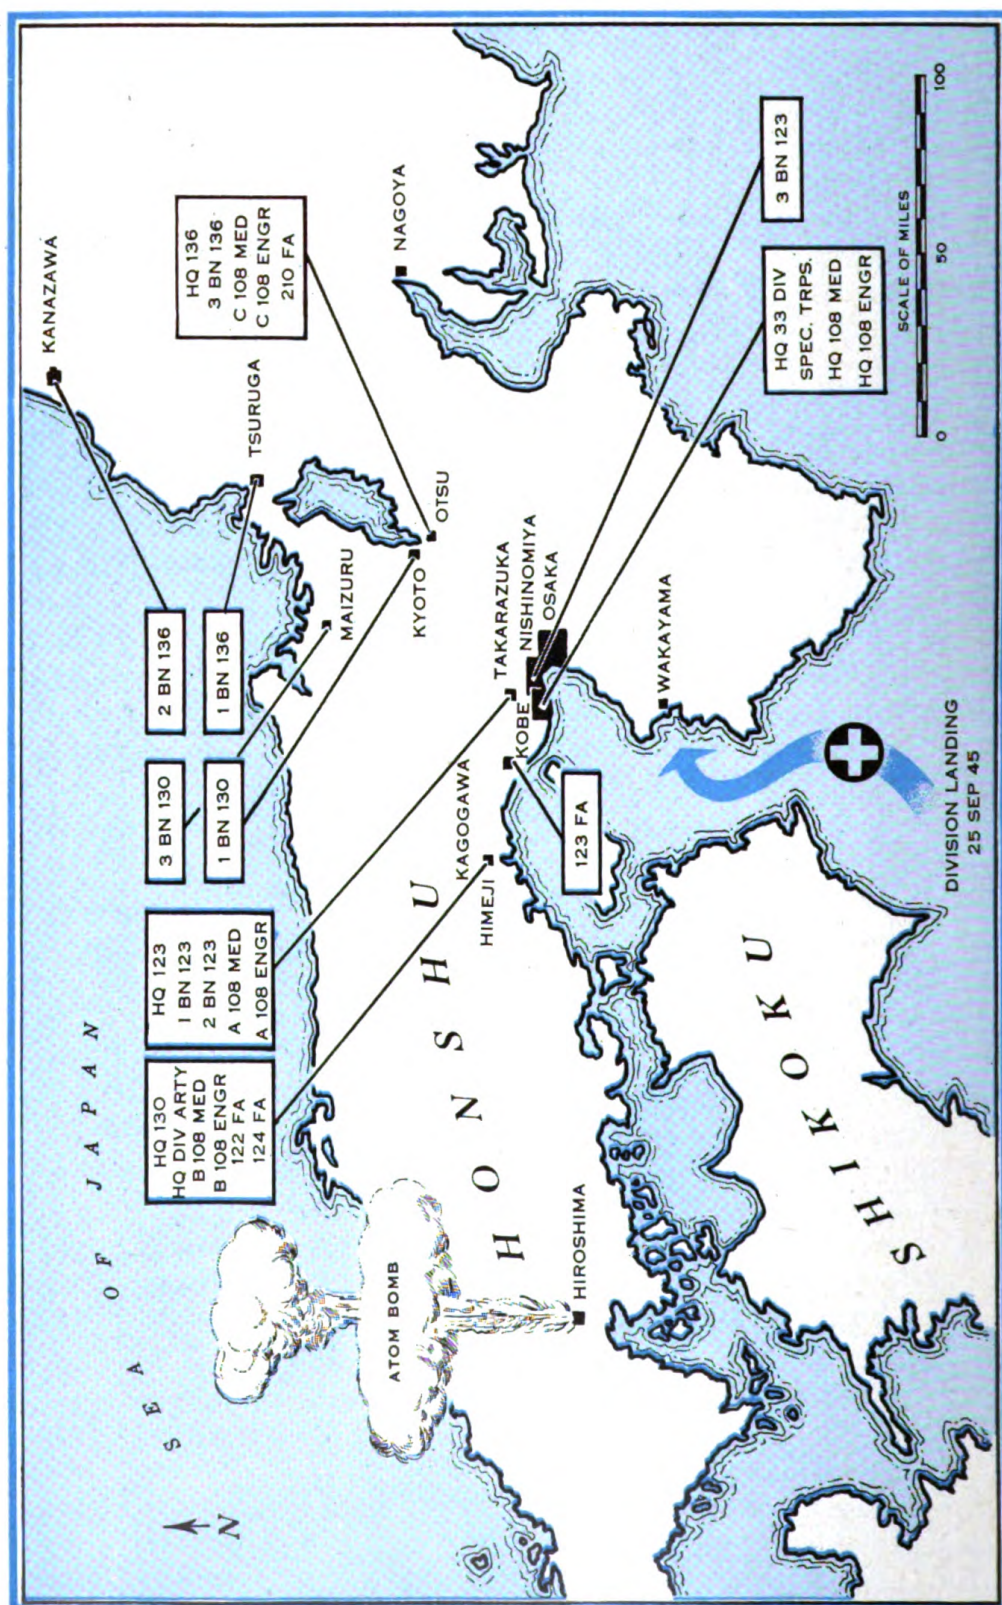 SEA OF JAPAN
N
ATOM BOMB
HIROSHIMA
HONSHU
SHIKOKU
HQ 130
HQ DIV ARTY
B 108 MED
B 108 ENGR
122 FA
124 FA
HQ 123
1 BN 123
2 BN 123
A 108 MED
A 108 ENGR
3 BN 130
1 BN 130
2 BN 136
1 BN 136
KANAZAWA
TSURUGA
MAIZURU
KYOTO
OTSU
HQ 136
3 BN 136
C 108 MED
C 108 ENGR
210 FA
NAGOYA
HIMEJI
KAGOGAWA
KOBE
TAKARAZUKA
NISHINOMIYA
OSAKA
WAKAYAMA
123 FA
3 BN 123
HQ 33 DIV
SPEC. TRPS.
HQ 108 MED
HQ 108 ENGR
DIVISION LANDING
25 SEP 45
0 50 100
SCALE OF MILES